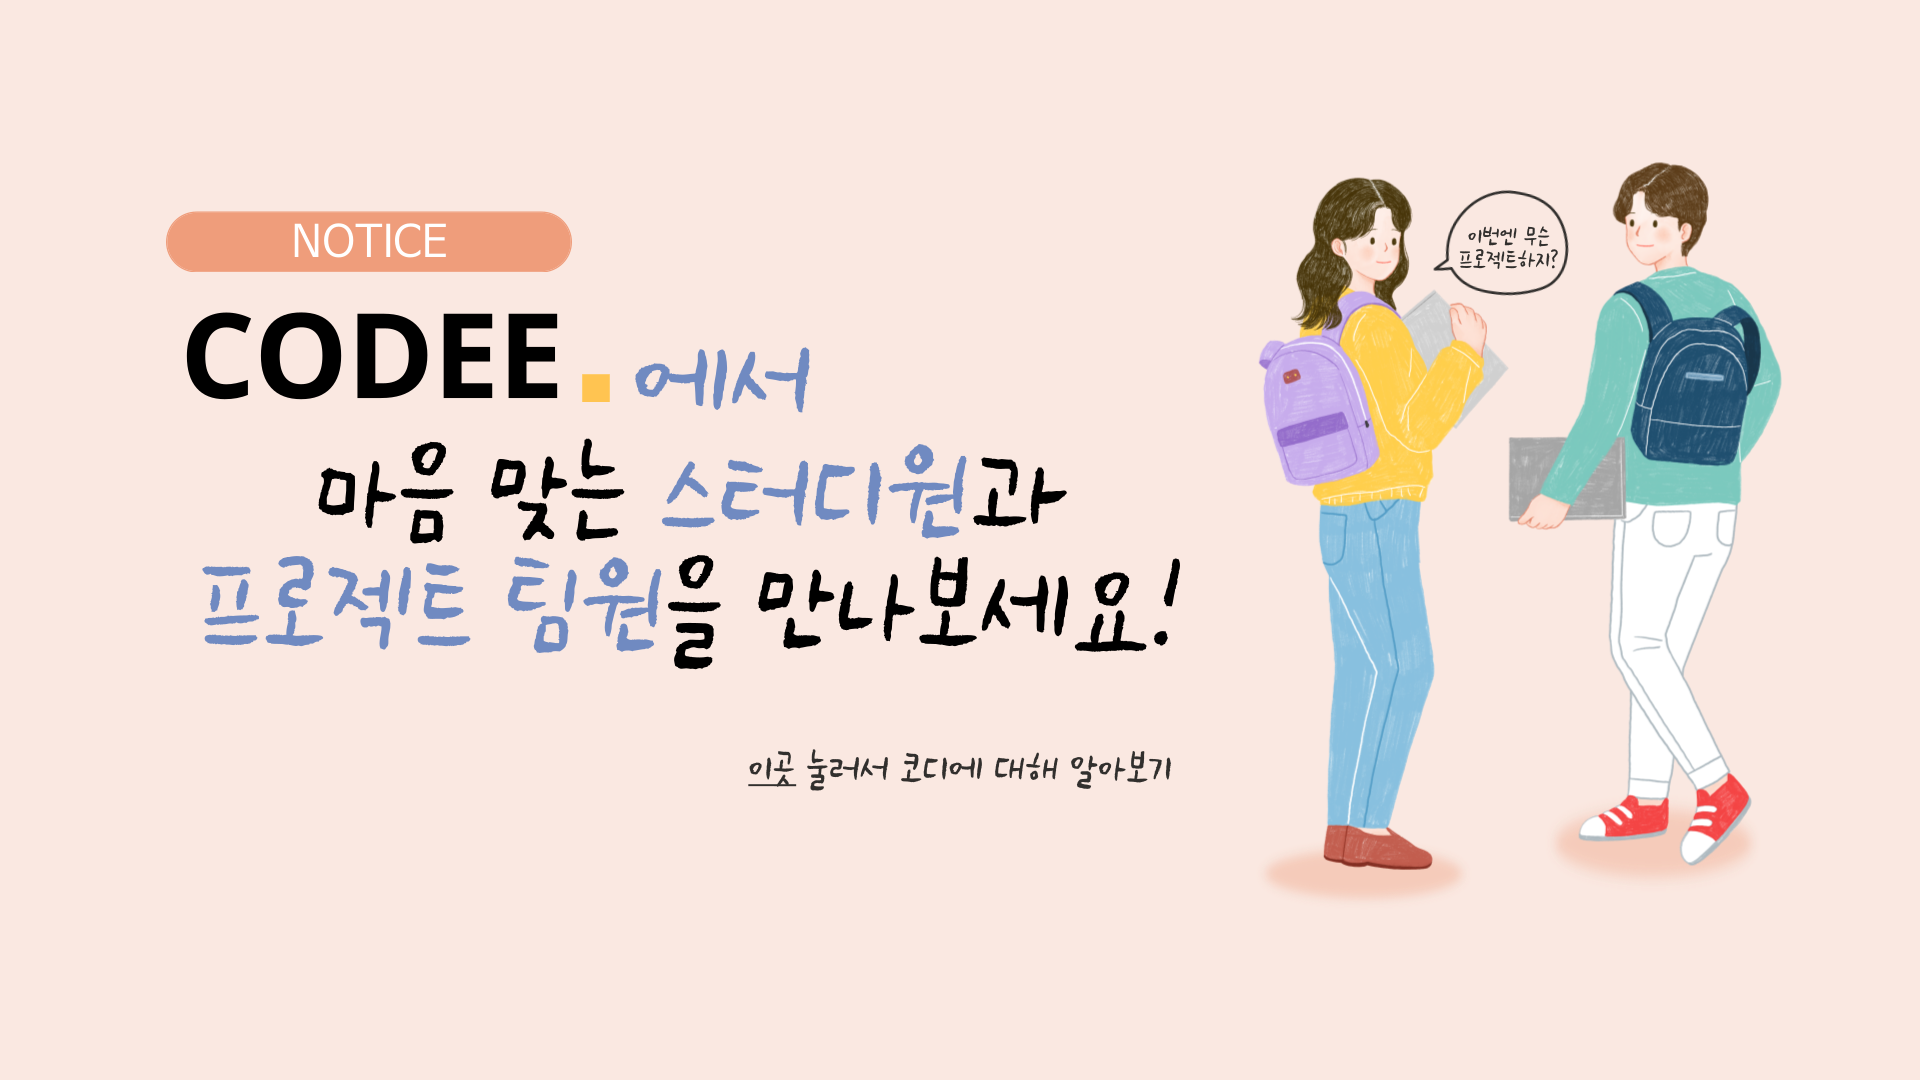 NOTICE
CODEE.에서
마음 맞는 스터디원과
프로젝트 팀원을 만나보세요!
이곳 눌러서 코디에 대해 알아보기
이번엔 무슨
프로젝트하지?